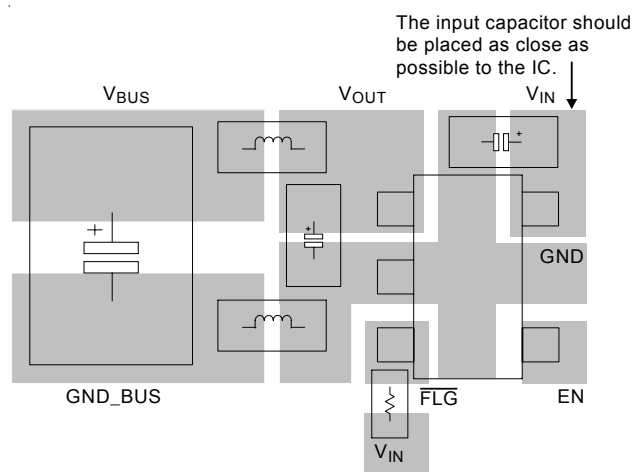 The input capacitor should
be placed as close as
possible to the IC.
VBUS
VOUT
VIN
+
+
+
GND
GND_BUS
FLG
EN
VIN